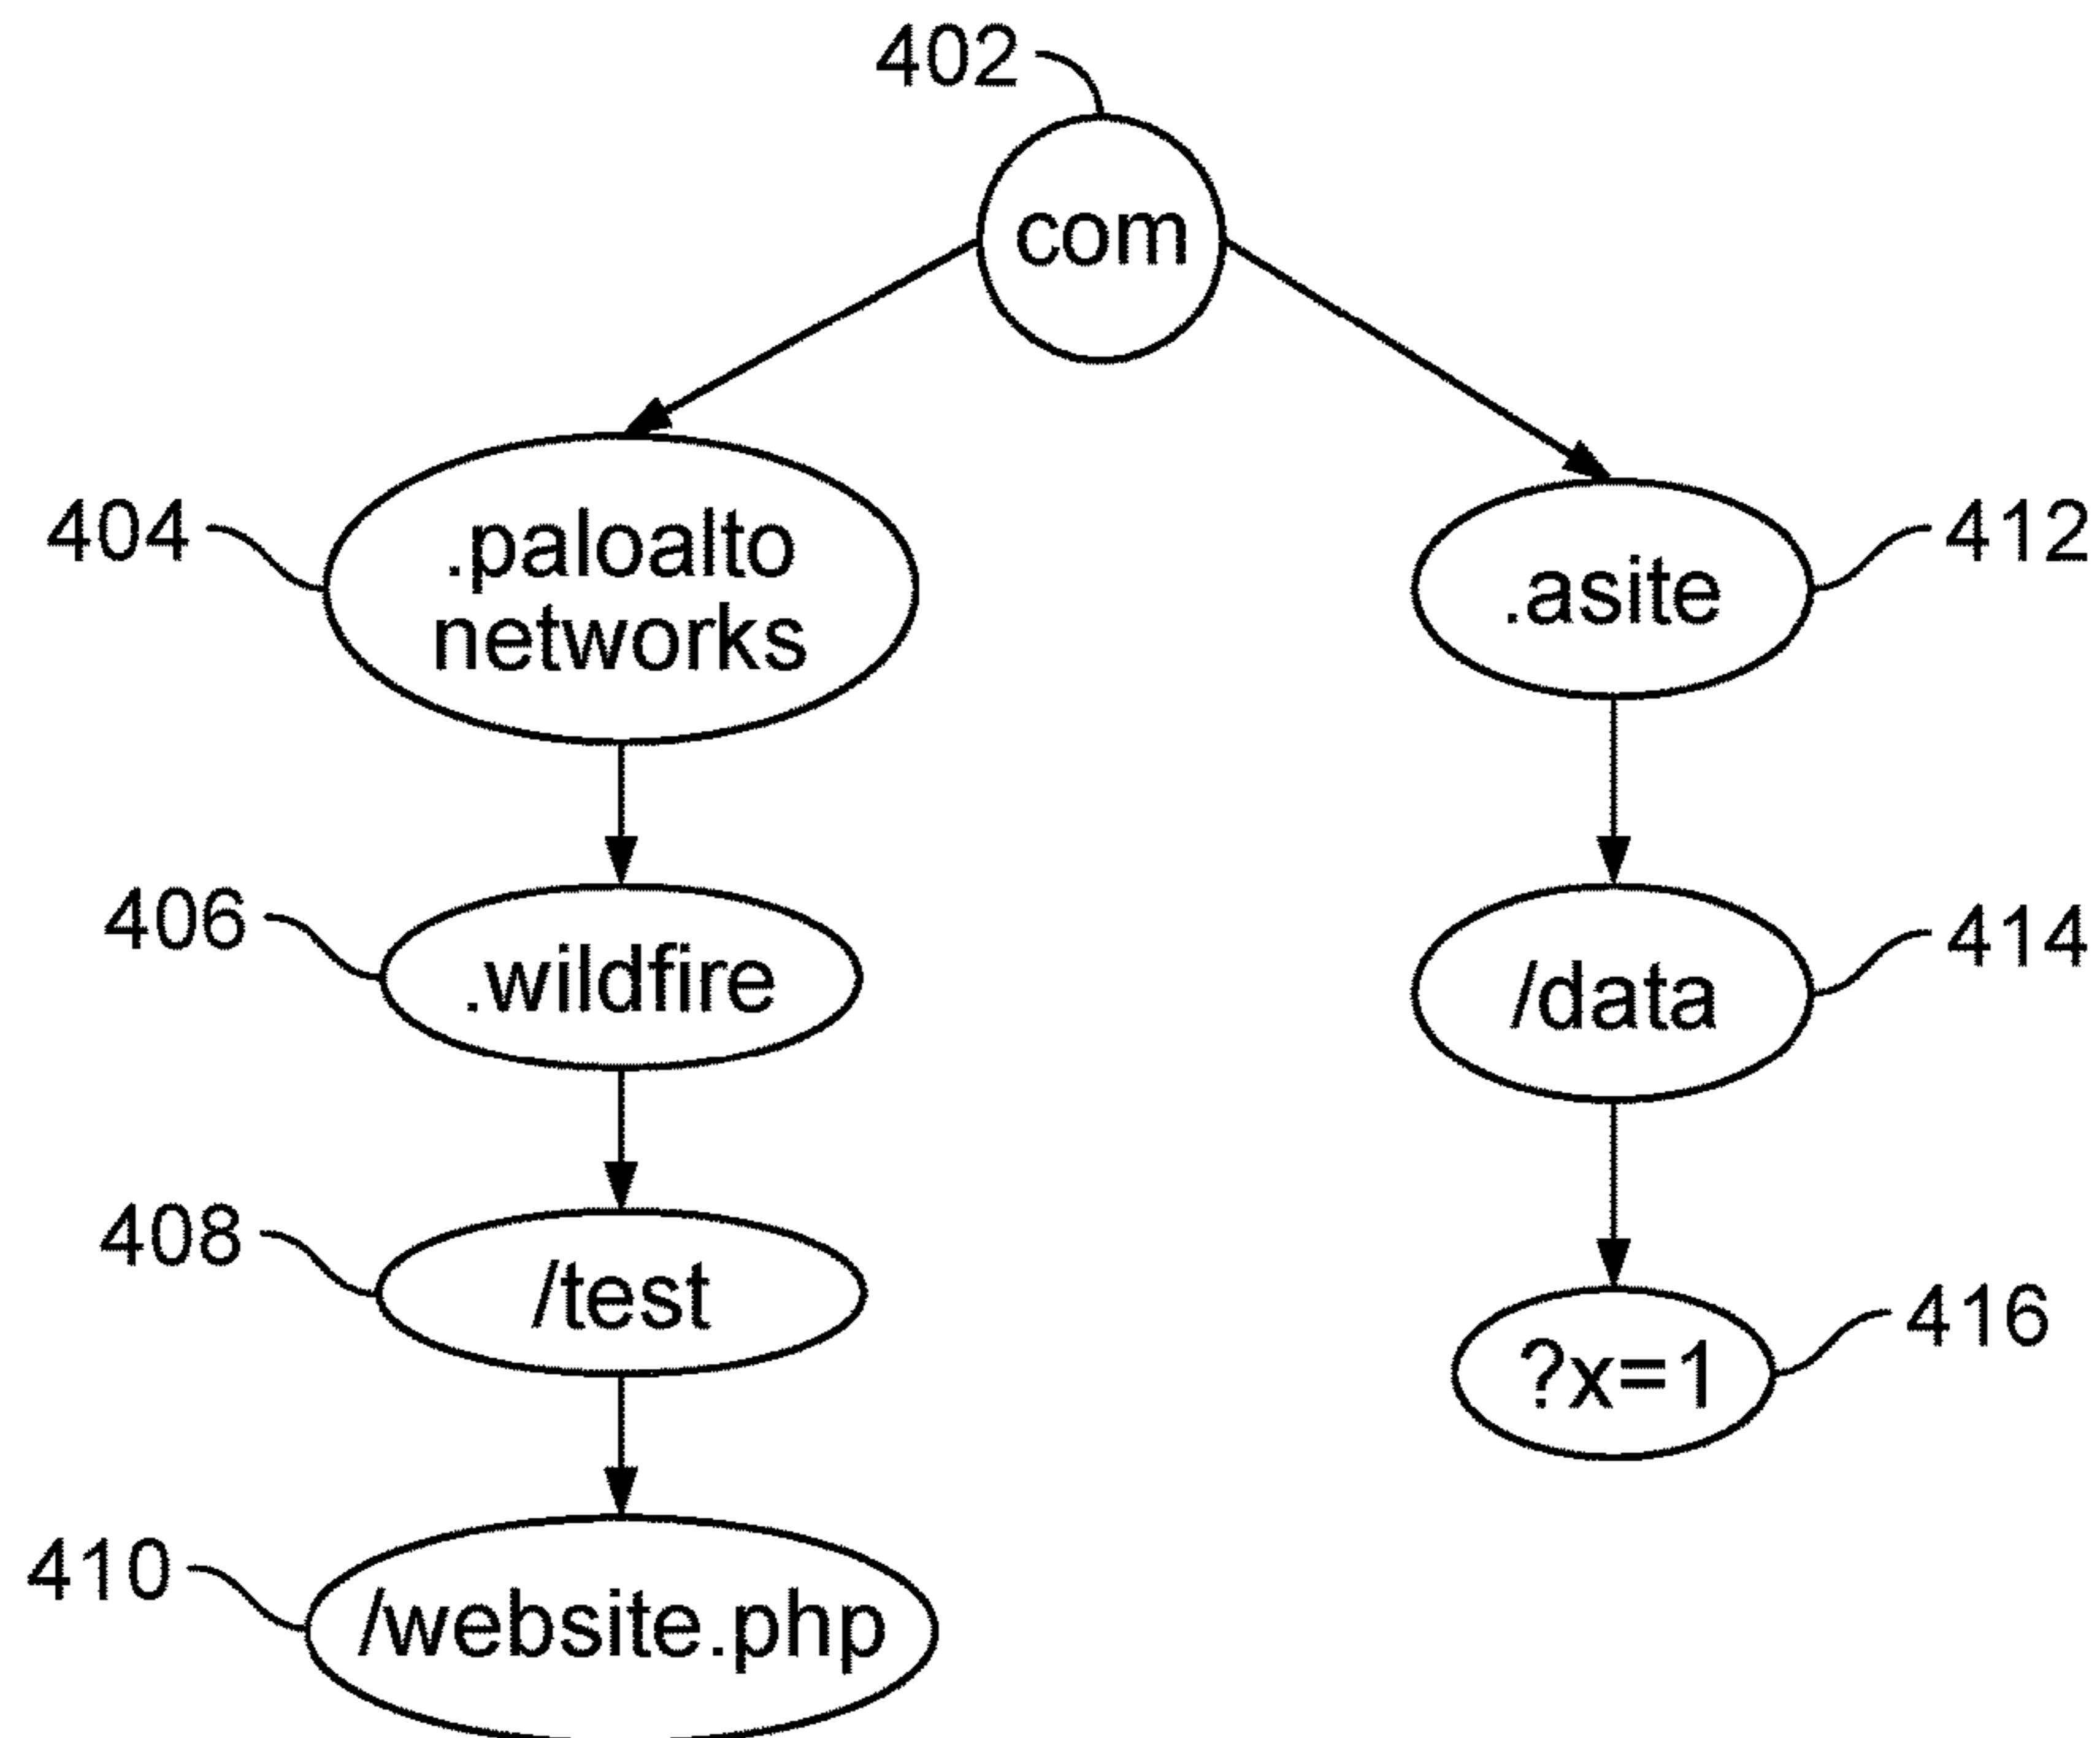 402
com
404
.paloalto
networks
412
.asite
406
.wildfire
414
/data
408
/test
416
?x=1
410
/website.php